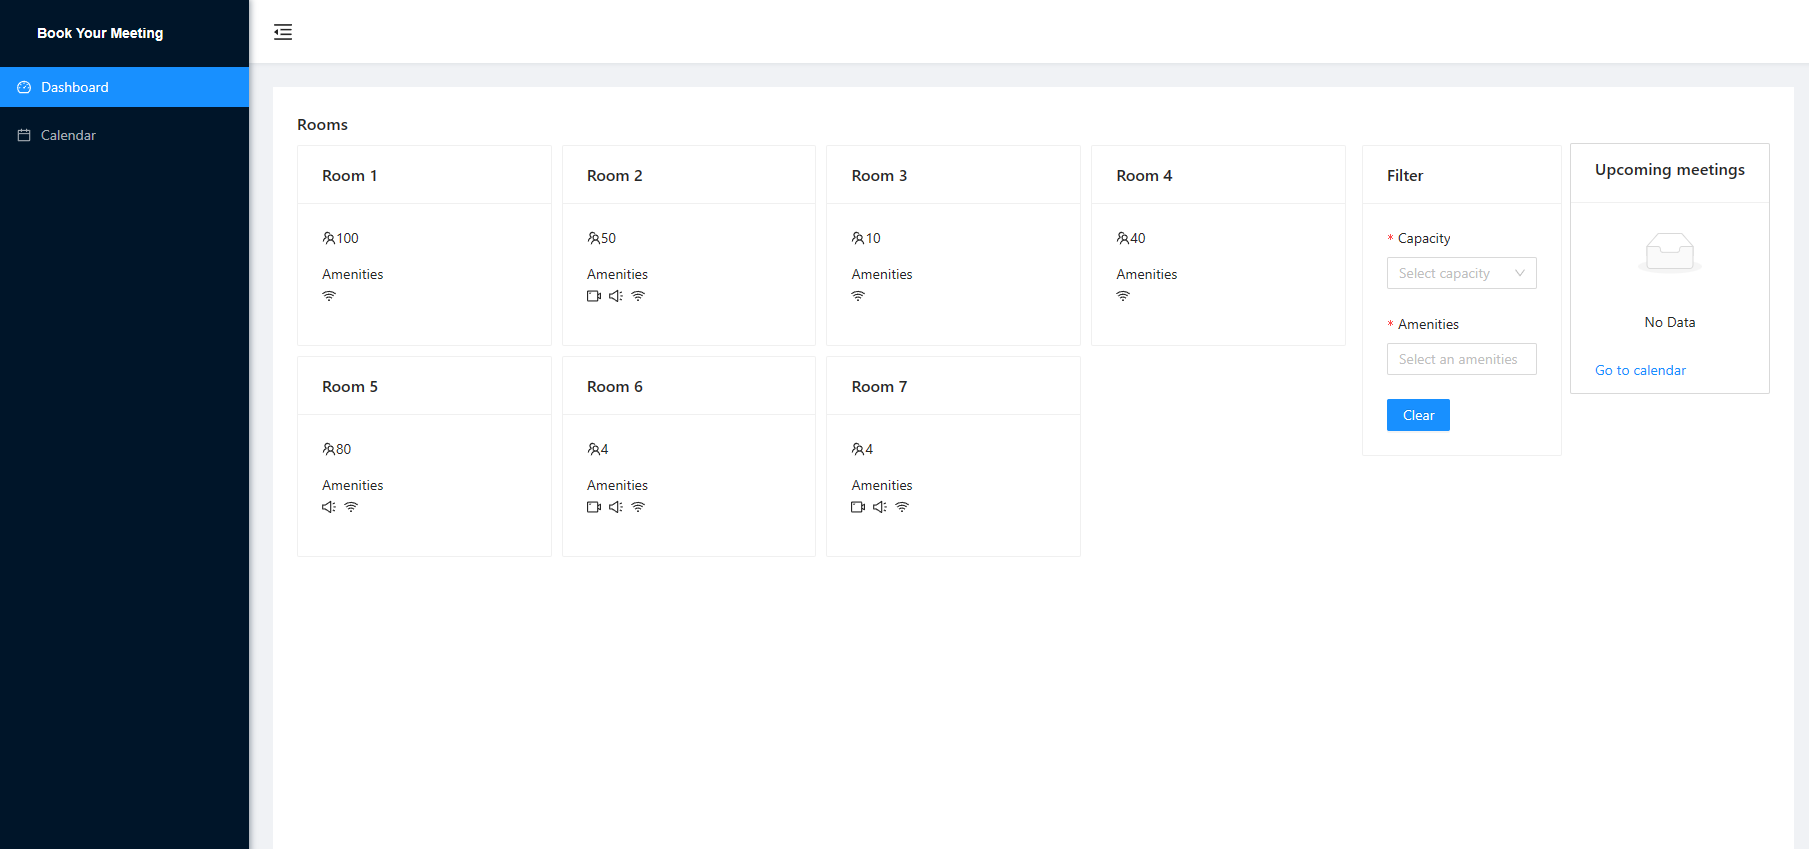 Book Your Meeting
Dashboard
Calendar
Rooms
Room 1
100
Amenities
Room 2
50
Amenities
Room 3
10
Amenities
Room 4
40
Amenities
Room 5
80
Amenities
Room 6
4
Amenities
Room 7
4
Amenities
Filter
* Capacity
Select capacity
* Amenities
Select an amenities
Clear
Upcoming meetings
No Data
Go to calendar